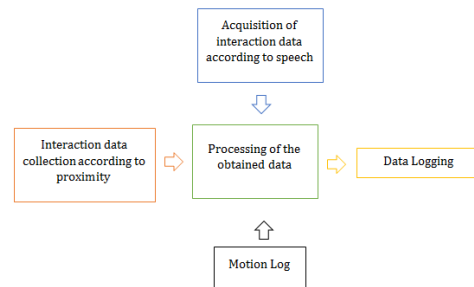 Acquisition of
interaction data
according to speech
Interaction data
collection according to
proximity
Processing of the
obtained data
Data Logging
Motion Log